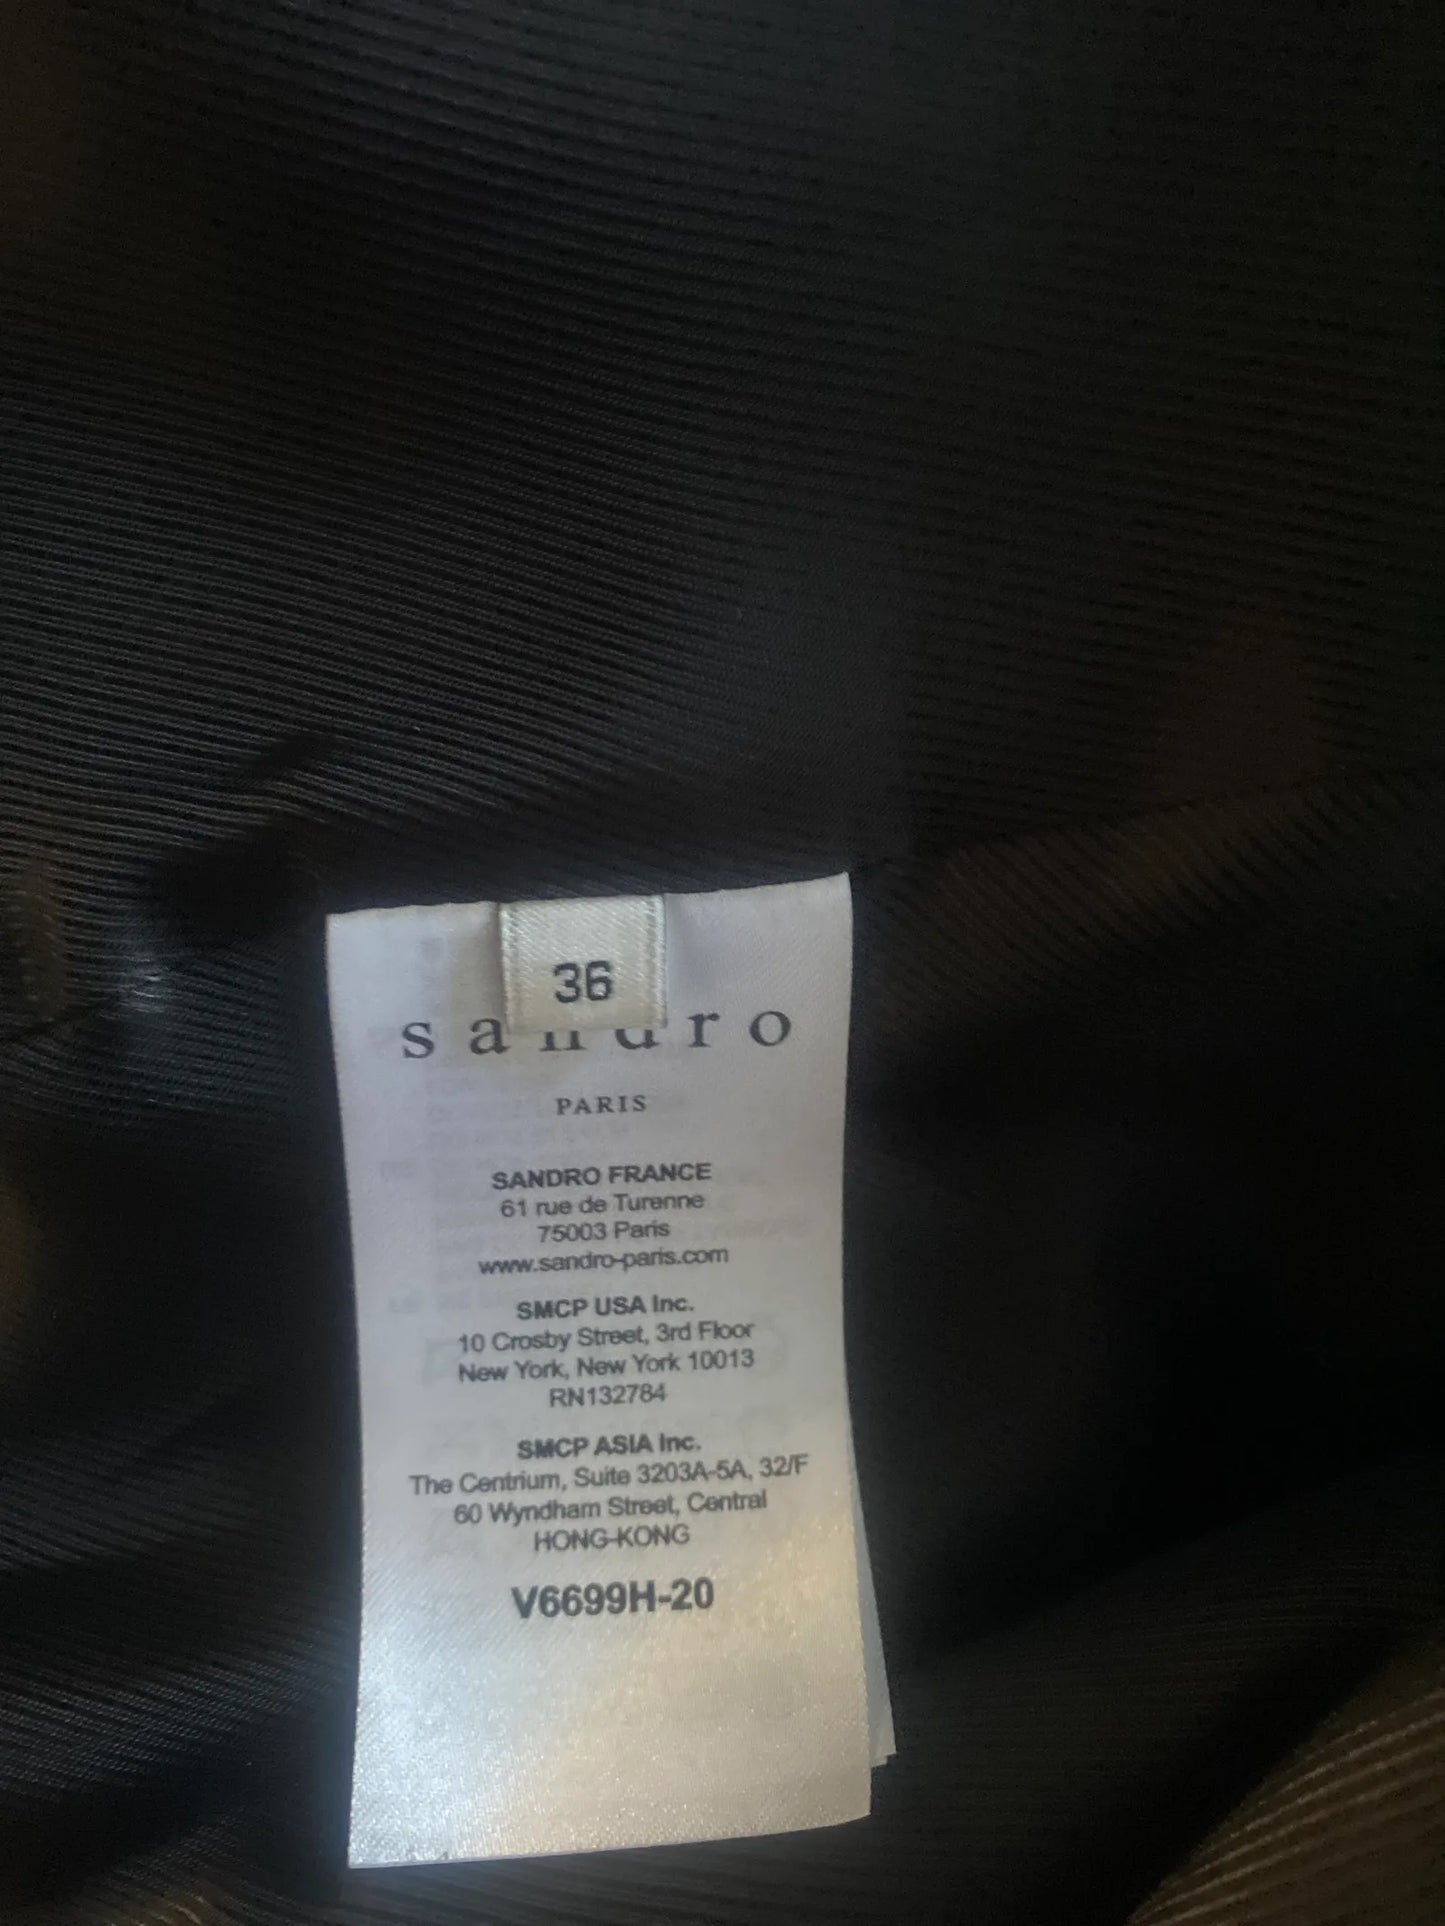 36
sandro
PARIS
SANDRO FRANCE
61 rue de Turenne
75003 Paris
www.sandro-paris.com
SMCP USA Inc.
10 Crosby Street, 3rd Floor
New York, New York 10013
RN132784
SMCP ASIA Inc.
The Centrium, Suite 3203A-5A, 32/F
60 Wyndham Street, Central
HONG-KONG
V6699H-20